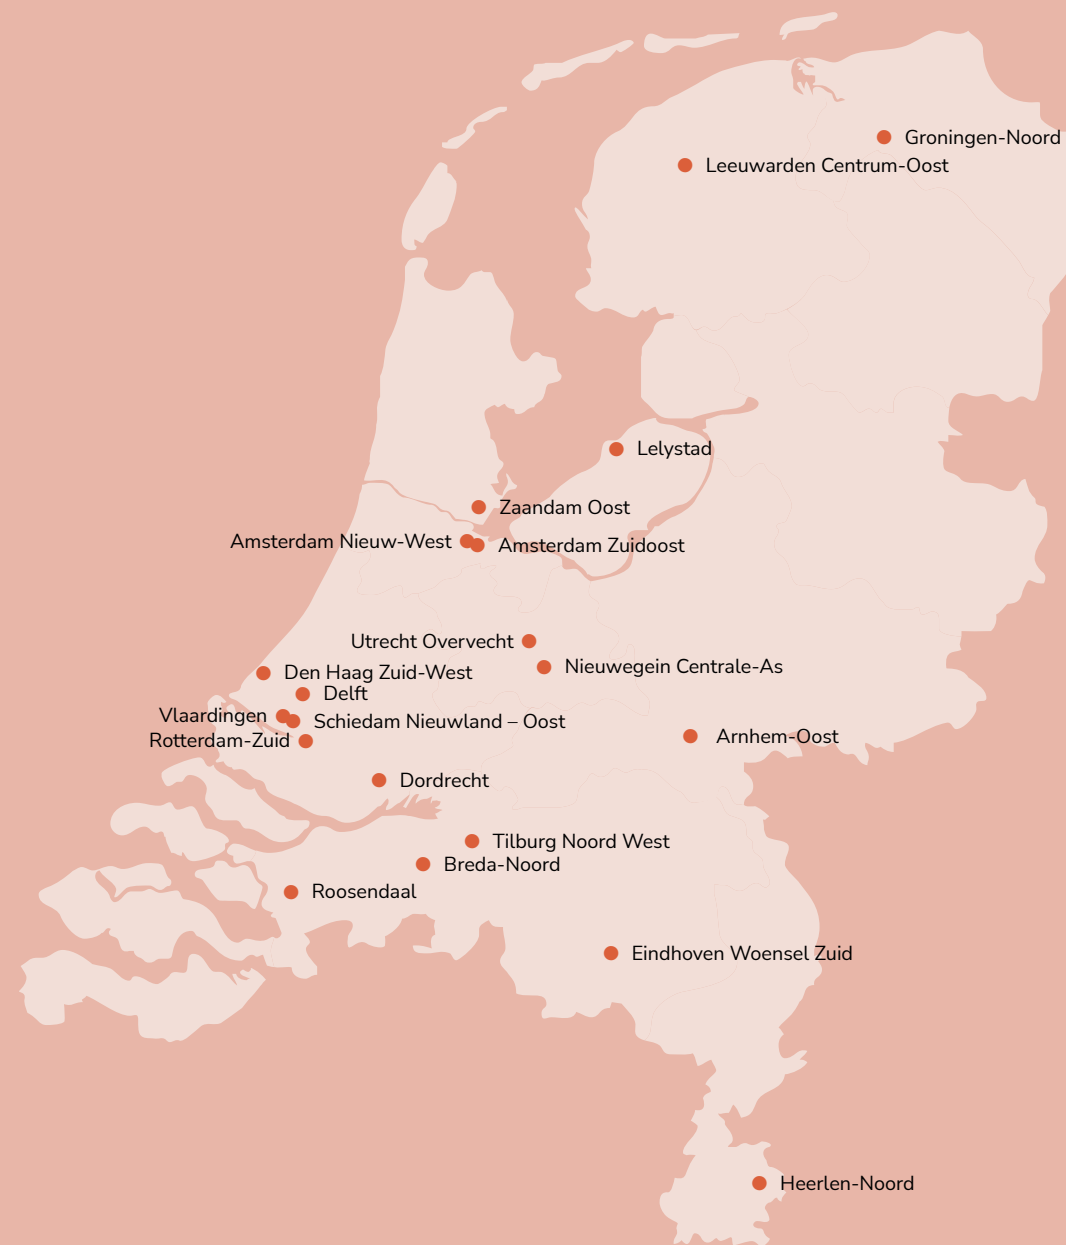 Groningen-Noord
Leeuwarden Centrum-Oost
Lelystad
Zaandam Oost
Amsterdam Nieuw-West
Amsterdam Zuidoost
Utrecht Overvecht
Nieuwegein Centrale-As
Den Haag Zuid-West
Delft
Vlaardingen
Schiedam Nieuwland – Oost
Rotterdam-Zuid
Arnhem-Oost
Dordrecht
Tilburg Noord West
Breda-Noord
Roosendaal
Eindhoven Woensel Zuid
Heerlen-Noord